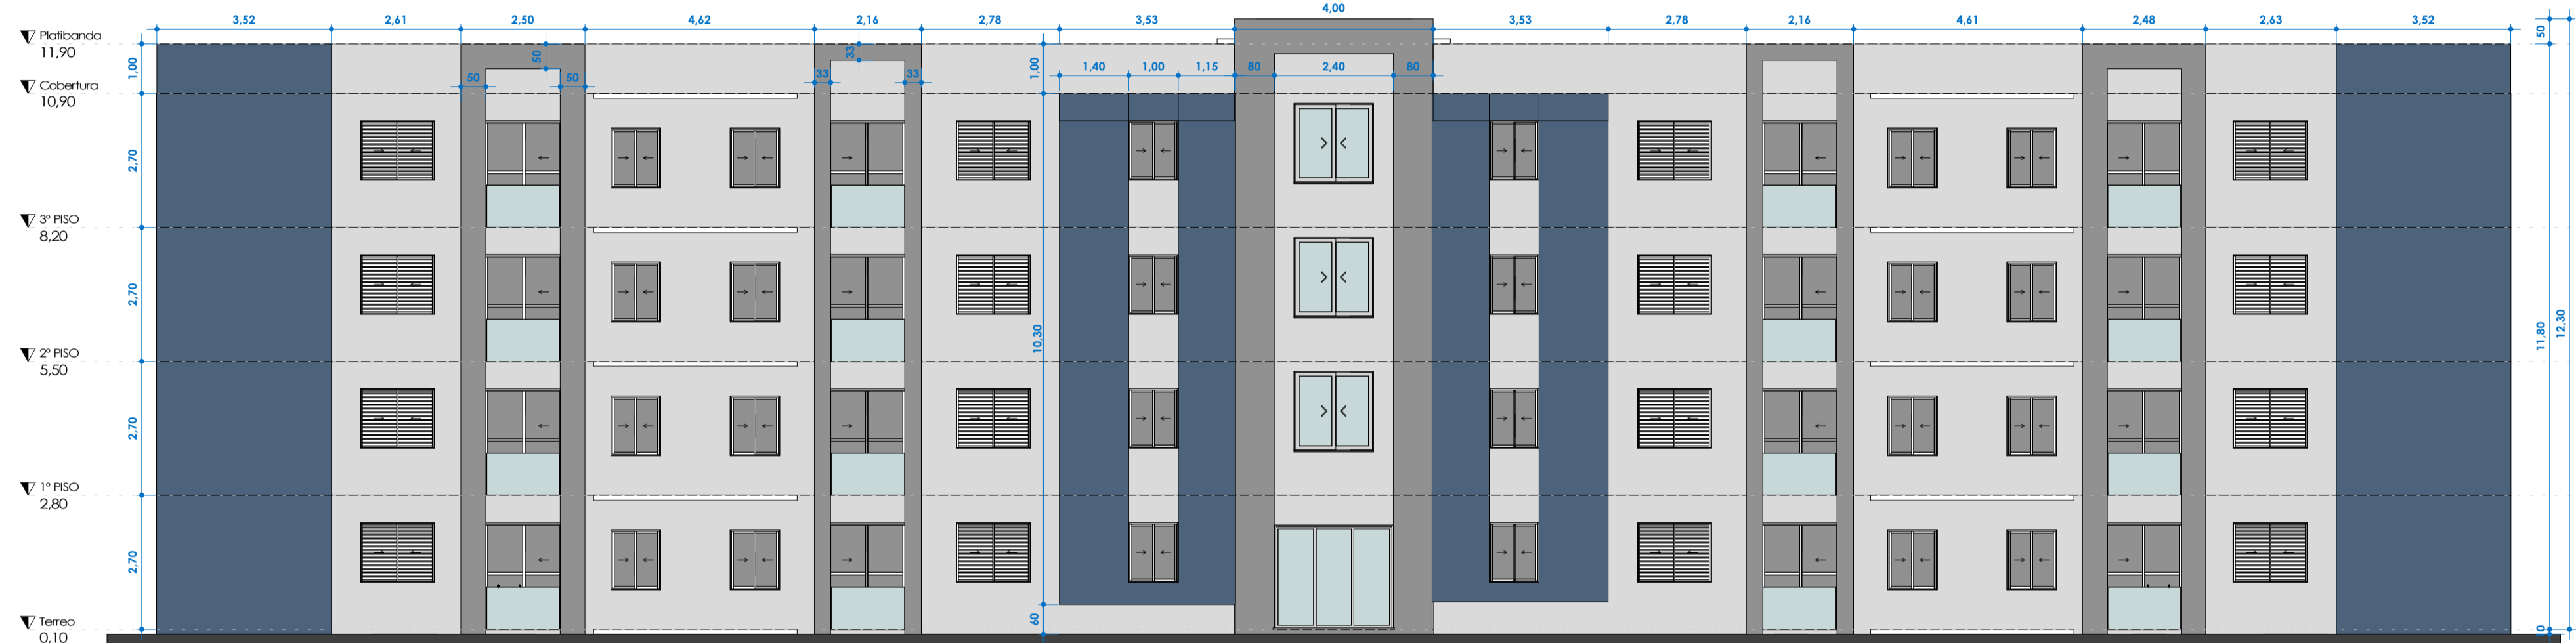 4,00
3,52 2,61 2,50 4,62 2,16 2,78 3,53 3,53 2,78 2,16 4,61 2,48 2,63 3,52
50
Platibanda
11,90
1,00 50 33 1,00
50 50 33 33 1,40 1,00 1,15 80 2,40 80
Cobertura
10,90
2,70
3º PISO
8,20
2,70
10,30
11,80
12,30
2º PISO
5,50
2,70
1º PISO
2,80
2,70
60
Terreo
0,10
10